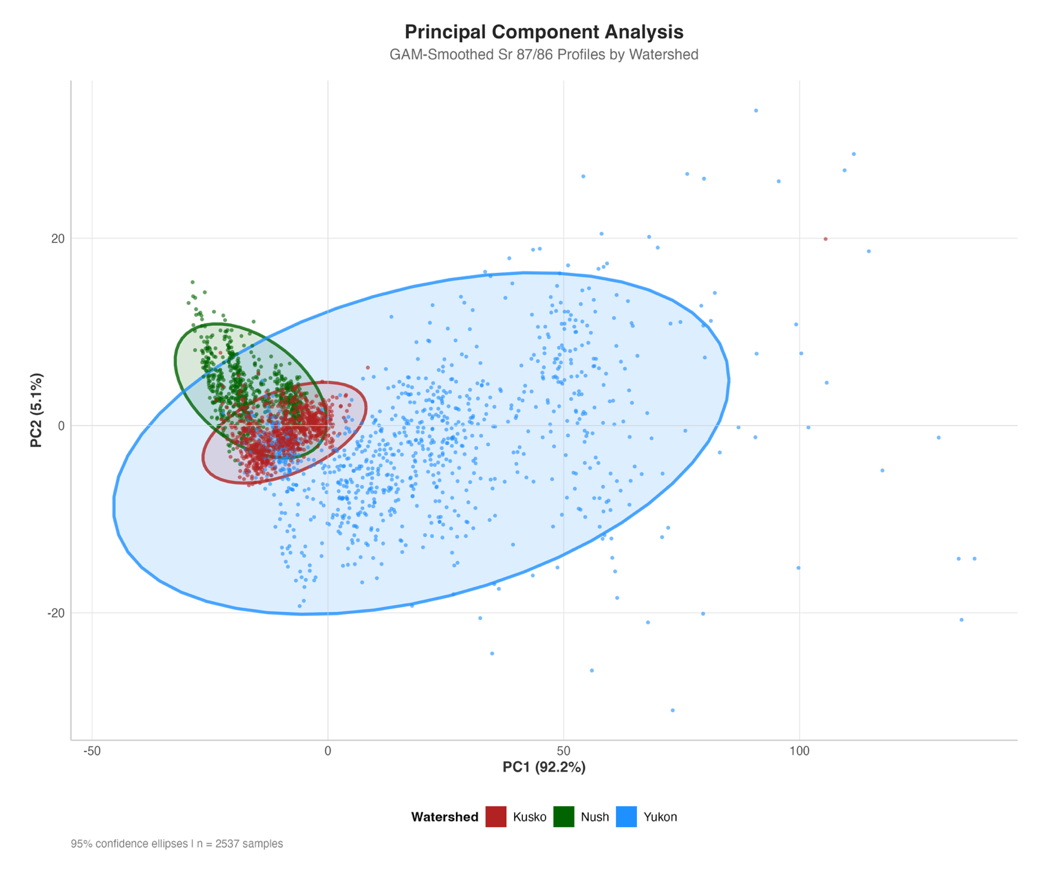 Principal Component Analysis
GAM-Smoothed Sr 87/86 Profiles by Watershed
PC2 (5.1%)
20
0
-20
-50
0
50
100
PC1 (92.2%)
Watershed Kusko Nush Yukon
95% confidence ellipses | n = 2537 samples